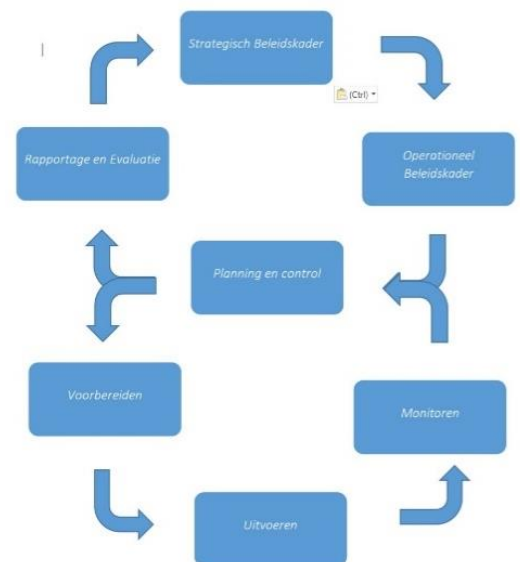 Strategisch Beleidskader
(Ctrl)
Rapportage en Evaluatie
Operationeel
Beleidskader
Planning en control
Voorbereiden
Monitoren
Uitvoeren